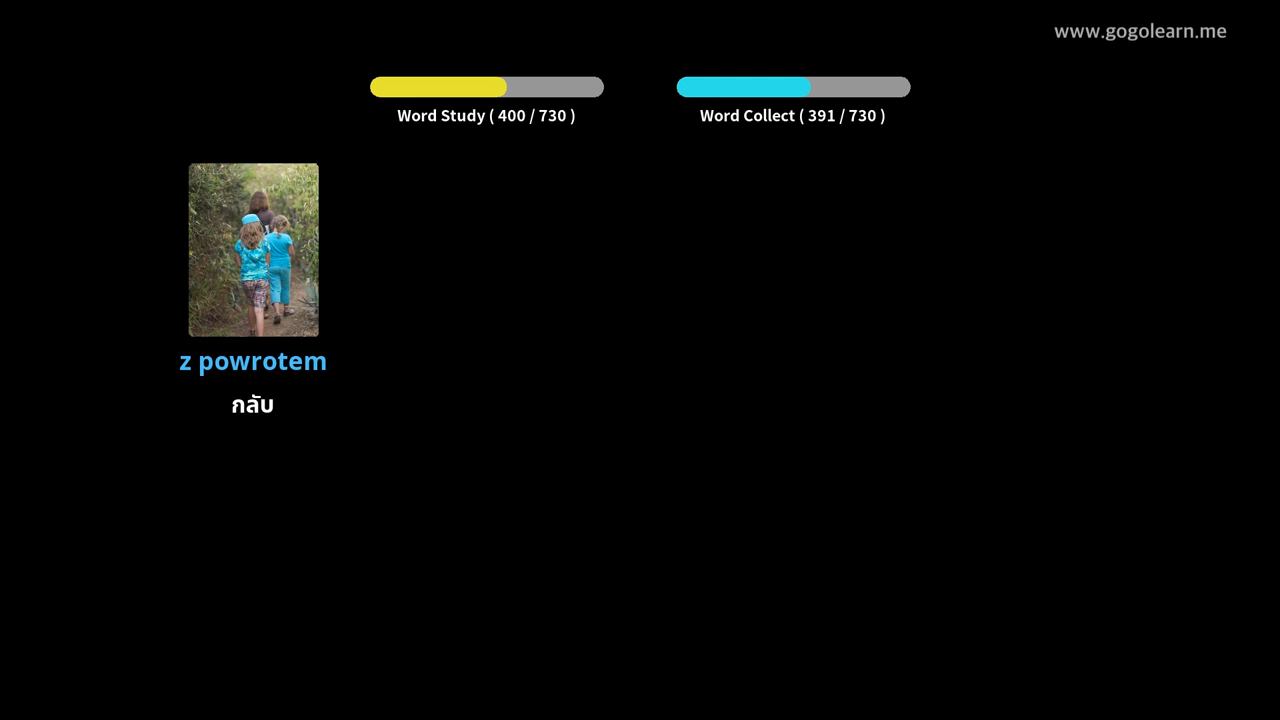 www.gogolearn.me
Word Study ( 400 / 730 )
Word Collect ( 391 / 730 )
z powrotem
กลับ